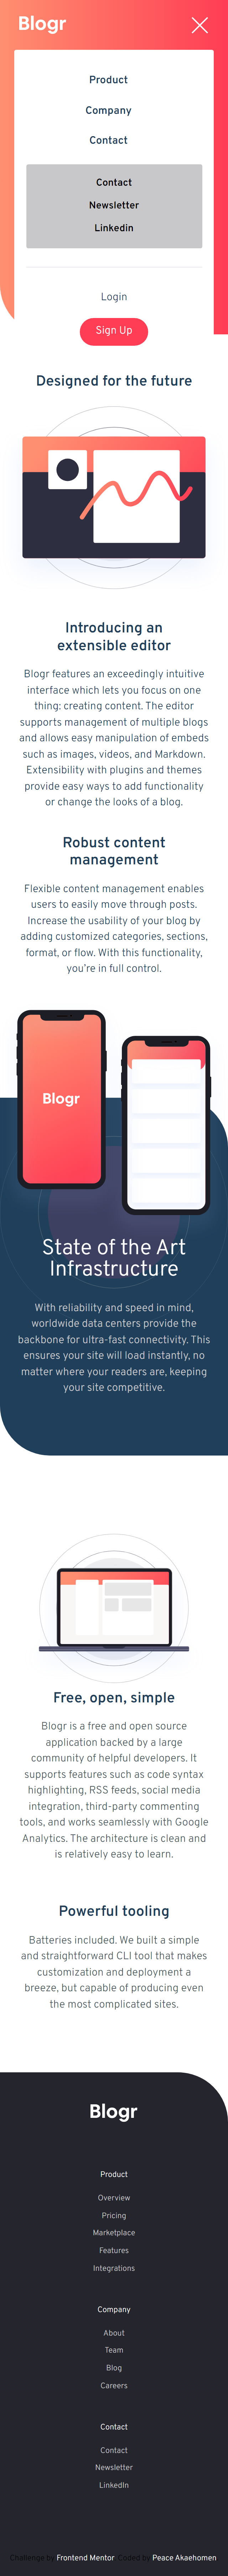 Blogr
Product
Company
Contact
Contact
Newsletter
Linkedin
Login
Sign Up
Designed for the future
Introducing an
extensible editor
Blogr features an exceedingly intuitive
interface which lets you focus on one
thing: creating content. The editor
supports management of multiple blogs
and allows easy manipulation of embeds
such as images, videos, and Markdown.
Extensibility with plugins and themes
provide easy ways to add functionality
or change the looks of a blog.
Robust content
management
Flexible content management enables
users to easily move through posts.
Increase the usability of your blog by
adding customized categories, sections,
format, or flow. With this functionality,
you're in full control.
Blogr
State of the Art
Infrastructure
With reliability and speed in mind,
worldwide data centers provide the
backbone for ultra-fast connectivity. This
ensures your site will load instantly, no
matter where your readers are, keeping
your site competitive.
Free, open, simple
Blogr is a free and open source
application backed by a large
community of helpful developers. It
supports features such as code syntax
highlighting, RSS feeds, social media
integration, third-party commenting
tools, and works seamlessly with Google
Analytics. The architecture is clean and
is relatively easy to learn.
Powerful tooling
Batteries included. We built a simple
and straightforward CLI tool that makes
customization and deployment a
breeze, but capable of producing even
the most complicated sites.
Blogr
Product
Overview
Pricing
Marketplace
Features
Integrations
Company
About
Team
Blog
Careers
Contact
Contact
Newsletter
LinkedIn
Challenge by Frontend Mentor. Coded by Peace Akaehomen